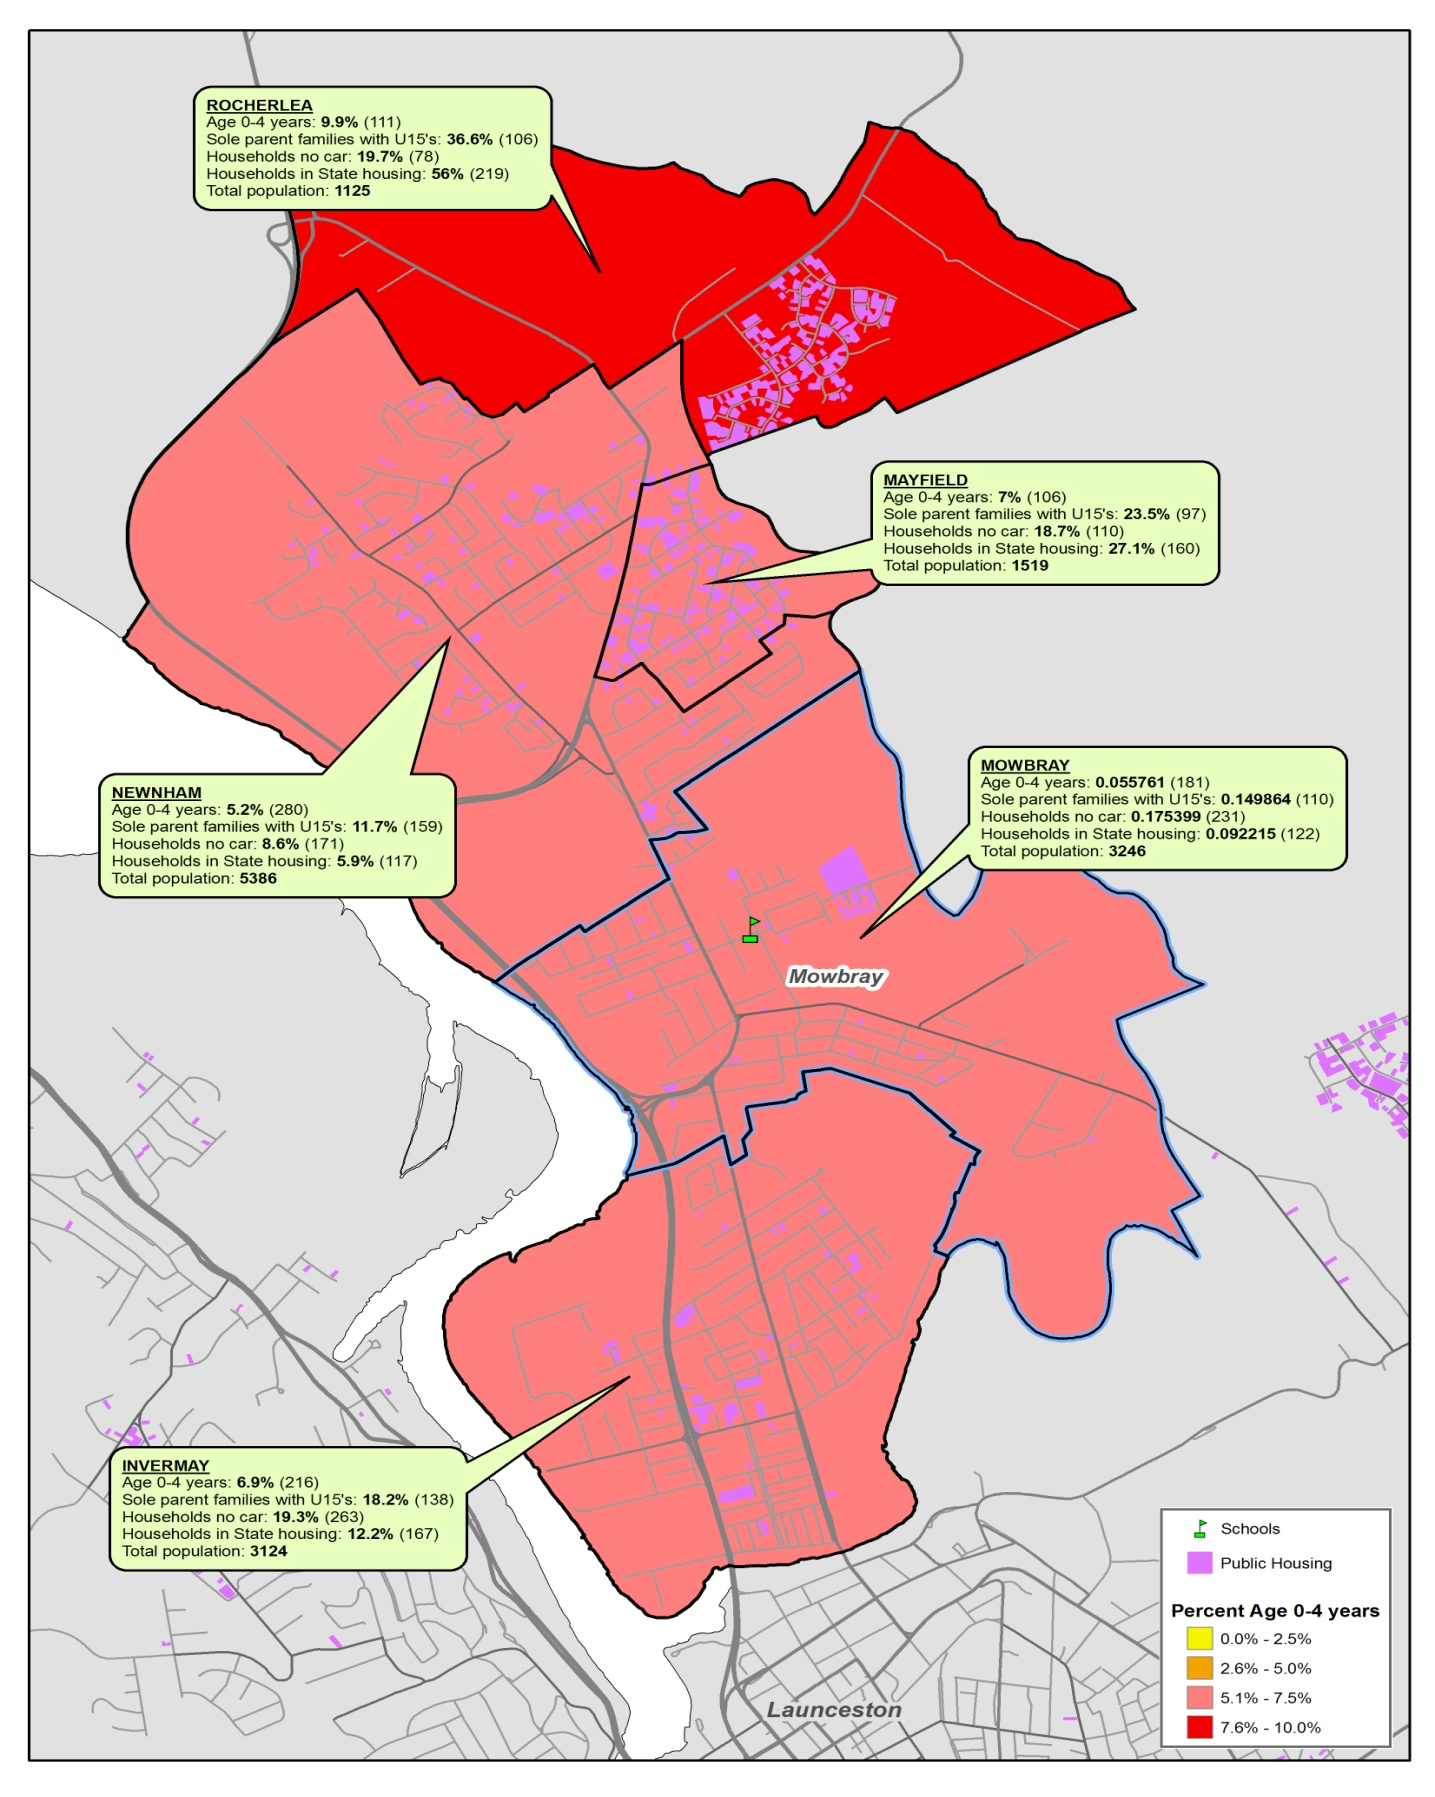 ROCHERLEA
Age 0-4 years: 9.9% (111)
Sole parent families with U15's: 36.6% (106)
Households no car: 19.7% (78)
Households in State housing: 56% (219)
Total population: 1125
MAYFIELD
Age 0-4 years: 7% (106)
Sole parent families with U15's: 23.5% (97)
Households no car: 18.7% (110)
Households in State housing: 27.1% (160)
Total population: 1519
MOWBRAY
Age 0-4 years: 0.055761 (181)
Sole parent families with U15's: 0.149864 (110)
Households no car: 0.175399 (231)
Households in State housing: 0.092215 (122)
Total population: 3246
NEWNHAM
Age 0-4 years: 5.2% (280)
Sole parent families with U15's: 11.7% (159)
Households no car: 8.6% (171)
Households in State housing: 5.9% (117)
Total population: 5386
Mowbray
INVERMAY
Age 0-4 years: 6.9% (216)
Sole parent families with U15's: 18.2% (138)
Households no car: 19.3% (263)
Households in State housing: 12.2% (167)
Total population: 3124
Launceston
Schools
Public Housing
Percent Age 0-4 years
0.0% - 2.5%
2.6% - 5.0%
5.1% - 7.5%
7.6% - 10.0%